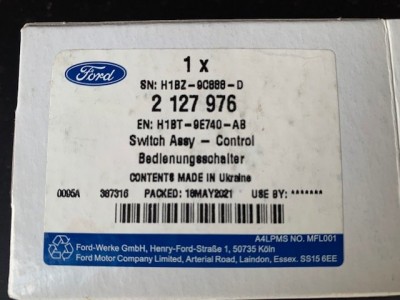 Ford
1 x
SN: H1BZ-9C888-D
2 127 976
EN: H1BT-9E740-AB
Switch Assy - Control
Bedienungsschalter
CONTENTS MADE IN Ukraine
0095A 387316 PACKED: 18MAY2021 USE BY: *******
A4LPMS NO. MFL001
Ford-Werke GmbH, Henry-Ford-Straße 1, 50735 Köln
Ford Motor Company Limited, Arterial Road, Laindon, Essex. SS15 6EE